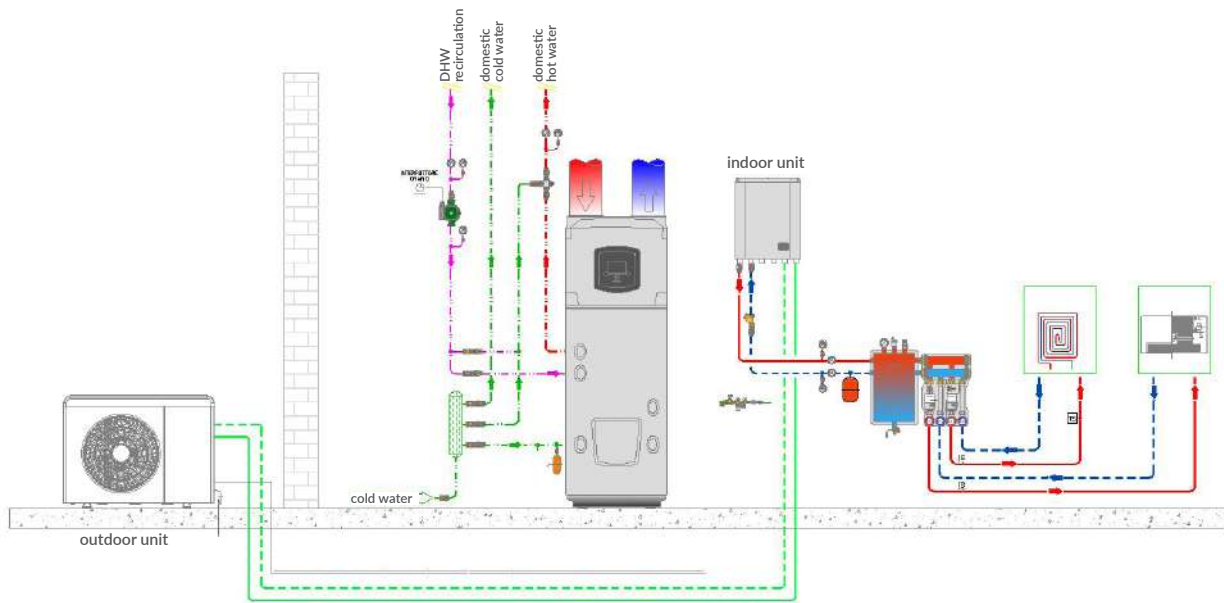 DHW
recirculation
domestic
cold water
domestic
hot water
indoor unit
cold water
outdoor unit